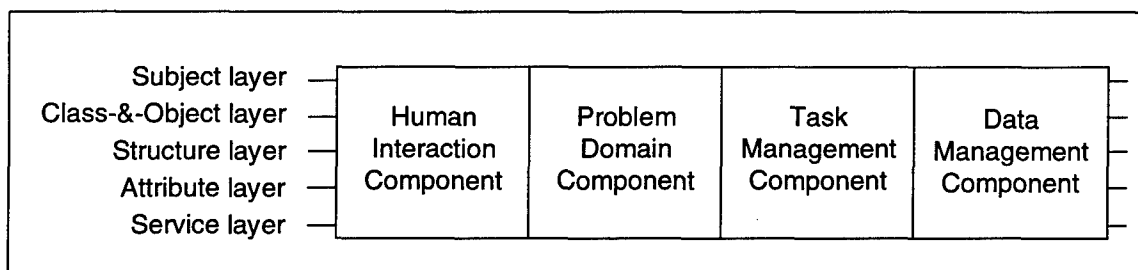 Subject layer
Class-&-Object layer
Structure layer
Attribute layer
Service layer
Human
Interaction
Component
Problem
Domain
Component
Task
Management
Component
Data
Management
Component